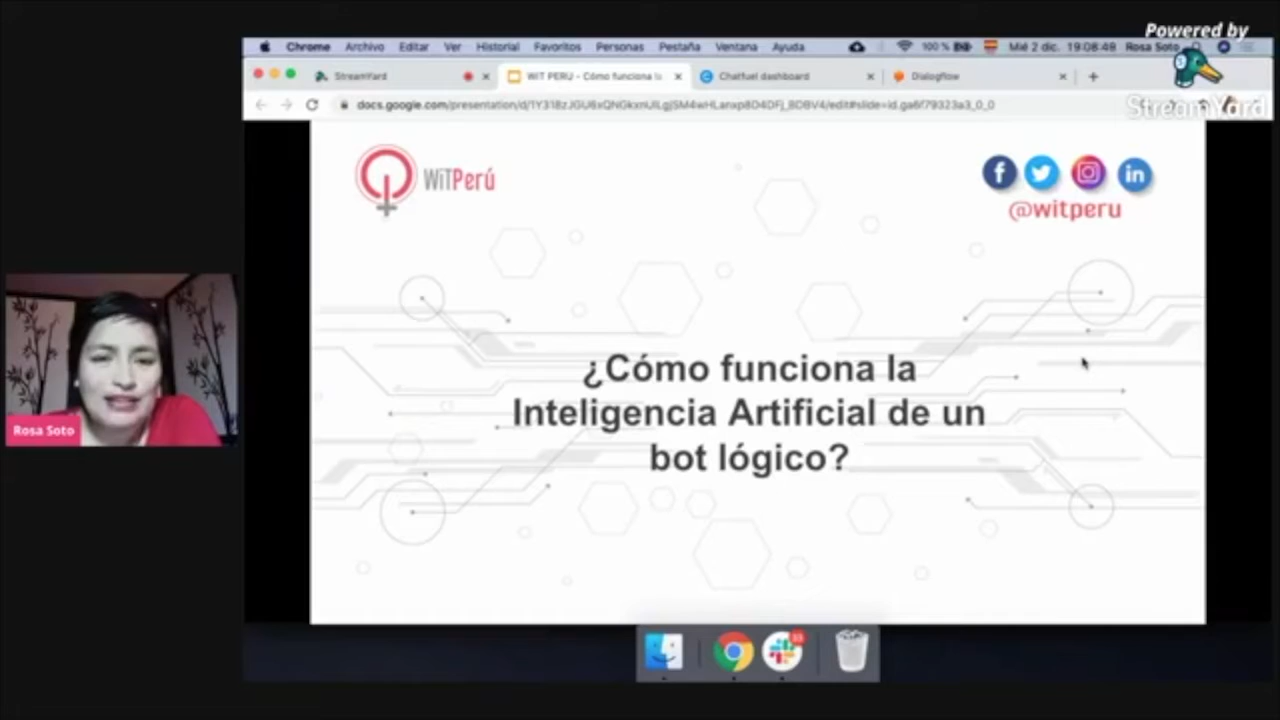 Powered by
StreamYard
Chrome Archivo Editar Ver Historial Favoritos Personas Pestaña Ventana Ayuda 100 % Mié 2 dic. 19:08:49 Rosa Soto
StreamYard WIT PERU - Cómo funciona la Chatfuel dashboard Dialogflow
WiTPerú
@witperu
¿Cómo funciona la
Inteligencia Artificial de un
bot lógico?
Rosa Soto